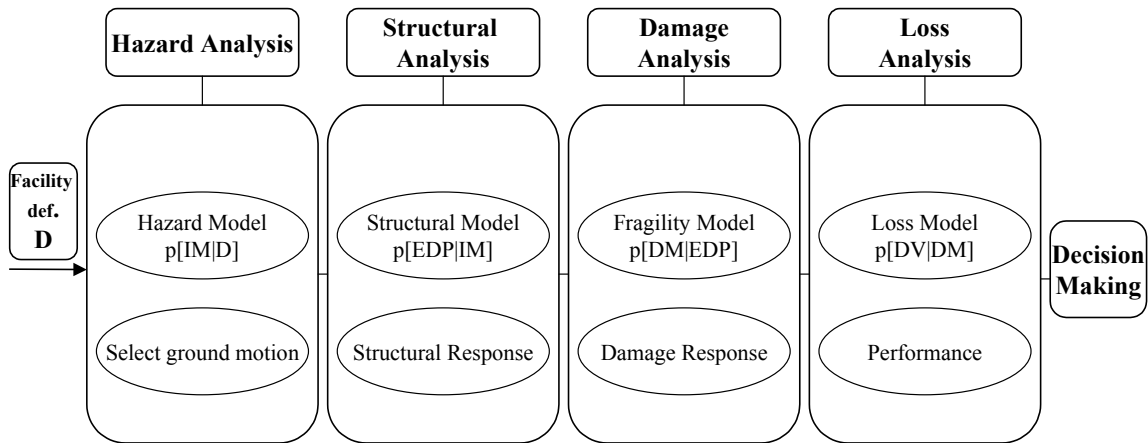 Hazard Analysis
Structural
Analysis
Damage
Analysis
Loss
Analysis
Facility
def.
D
Hazard Model
p[IM|D]
Select ground motion
Structural Model
p[EDP|IM]
Structural Response
Fragility Model
p[DM|EDP]
Damage Response
Loss Model
p[DV|DM]
Performance
Decision
Making